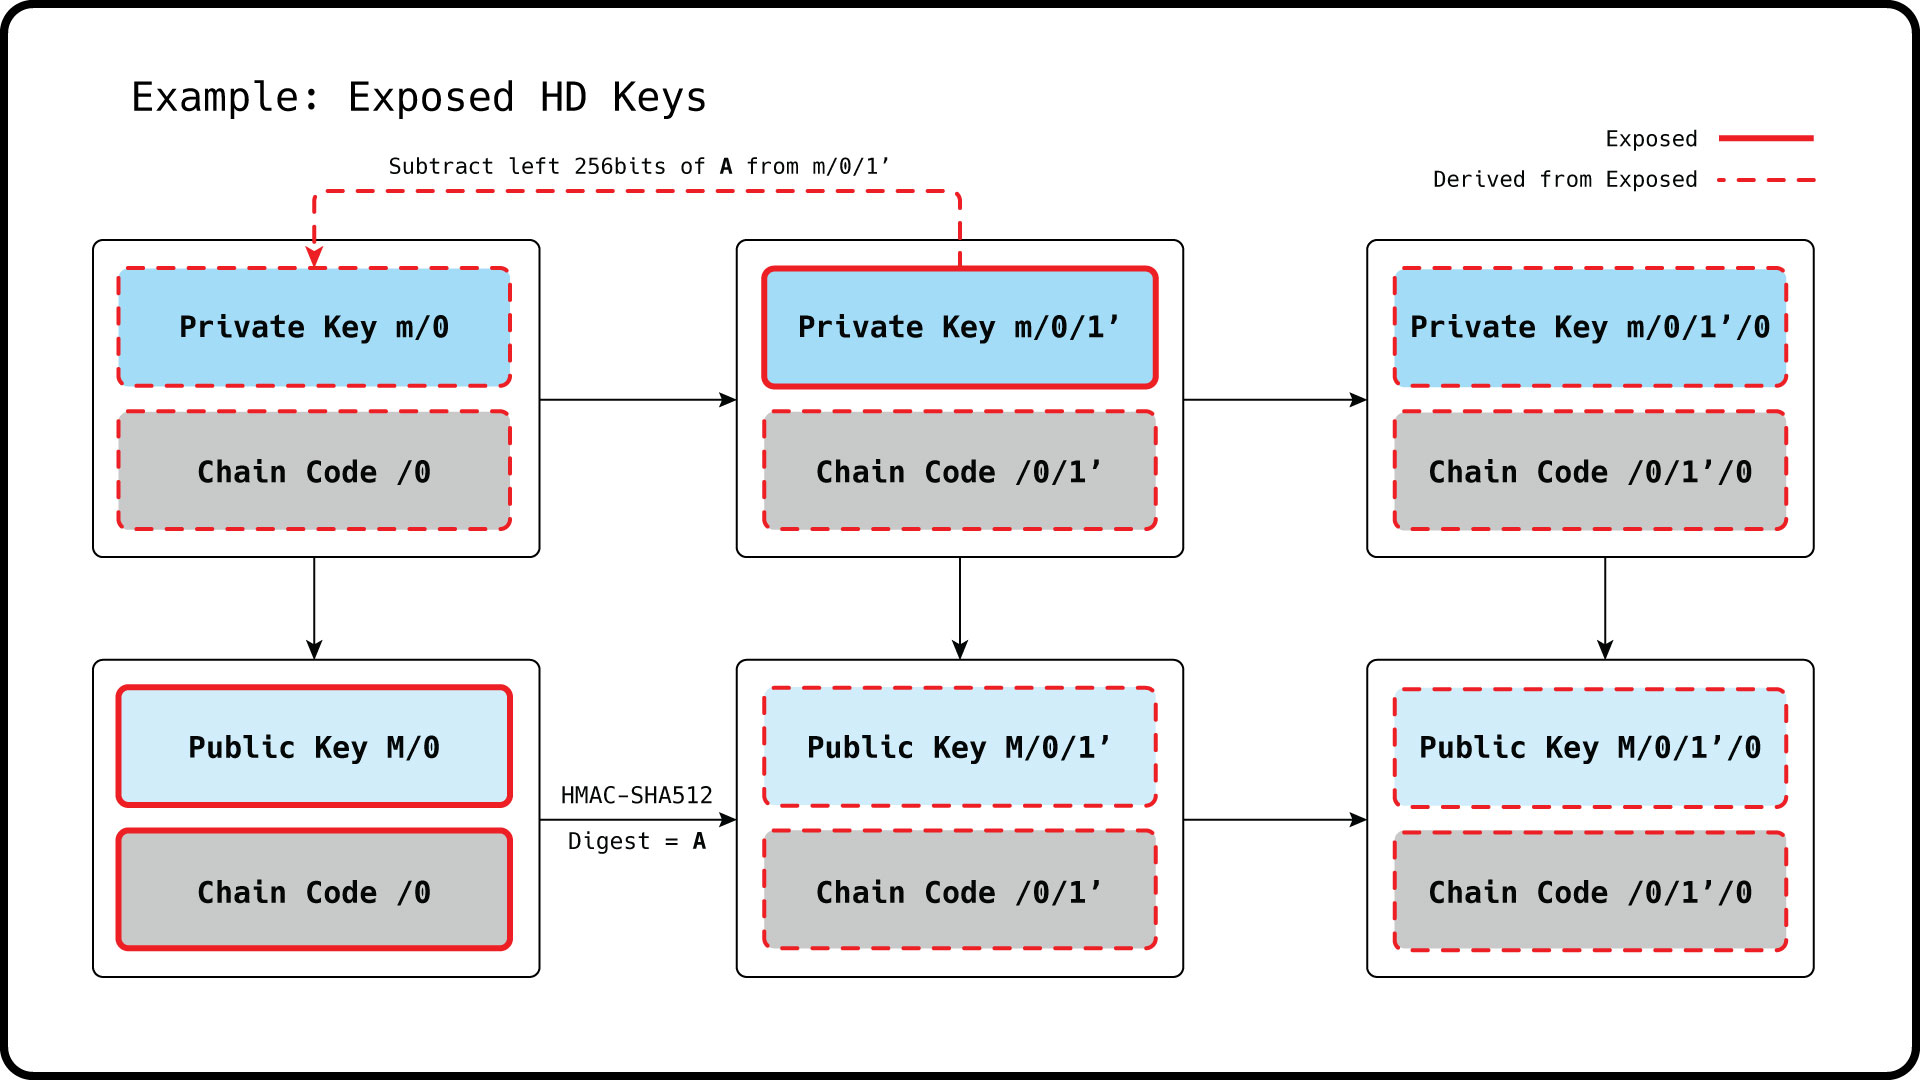 Example: Exposed HD Keys
Exposed
Derived from Exposed
Subtract left 256bits of A from m/0/1’
Private Key m/0
Chain Code /0
Private Key m/0/1’
Chain Code /0/1’
Private Key m/0/1’/0
Chain Code /0/1’/0
Public Key M/0
Chain Code /0
HMAC-SHA512
Digest = A
Public Key M/0/1’
Chain Code /0/1’
Public Key M/0/1’/0
Chain Code /0/1’/0